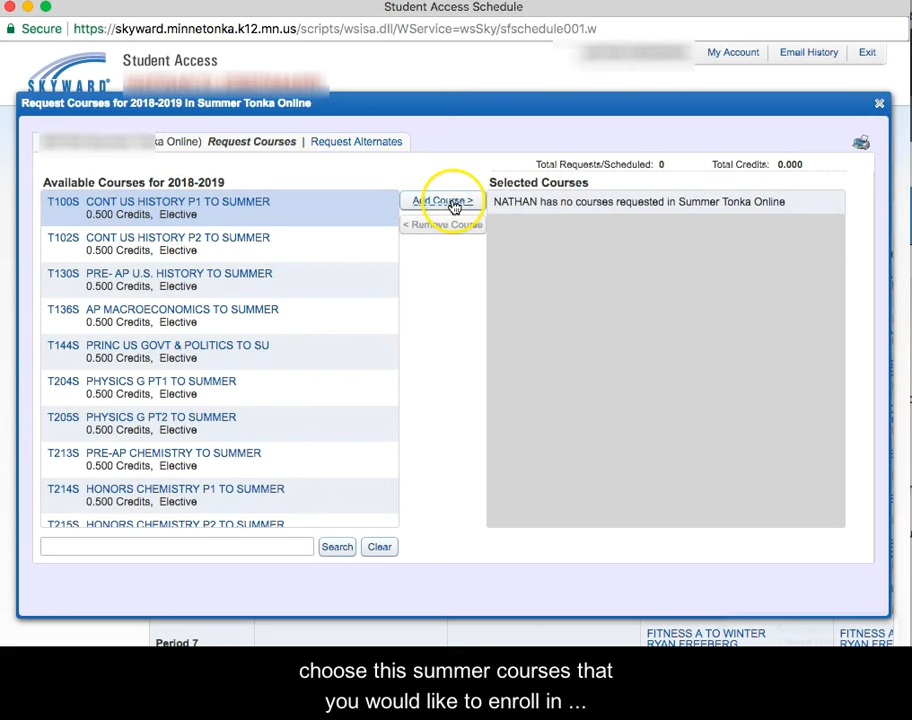 Student Access Schedule
Secure https://skyward.minnetonka.k12.mn.us/scripts/wsisa.dll/WService=wsSky/sfschedule001.w
SKYWARD Student Access
My Account Email History Exit
Request Courses for 2018-2019 in Summer Tonka Online
ka Online) Request Courses | Request Alternates
Total Requests/Scheduled: 0 Total Credits: 0.000
Available Courses for 2018-2019
T100S CONT US HISTORY P1 TO SUMMER
0.500 Credits, Elective
T102S CONT US HISTORY P2 TO SUMMER
0.500 Credits, Elective
T130S PRE- AP U.S. HISTORY TO SUMMER
0.500 Credits, Elective
T136S AP MACROECONOMICS TO SUMMER
0.500 Credits, Elective
T144S PRINC US GOVT & POLITICS TO SU
0.500 Credits, Elective
T204S PHYSICS G PT1 TO SUMMER
0.500 Credits, Elective
T205S PHYSICS G PT2 TO SUMMER
0.500 Credits, Elective
T213S PRE-AP CHEMISTRY TO SUMMER
0.500 Credits, Elective
T214S HONORS CHEMISTRY P1 TO SUMMER
0.500 Credits, Elective
T215S HONORS CHEMISTRY P2 TO SUMMER
Add Course >
< Remove Course
Selected Courses
NATHAN has no courses requested in Summer Tonka Online
Search Clear
Period 7
FITNESS A TO WINTER
RYAN FREEBERG
FITNESS A
RYAN FREE
choose this summer courses that
you would like to enroll in ...